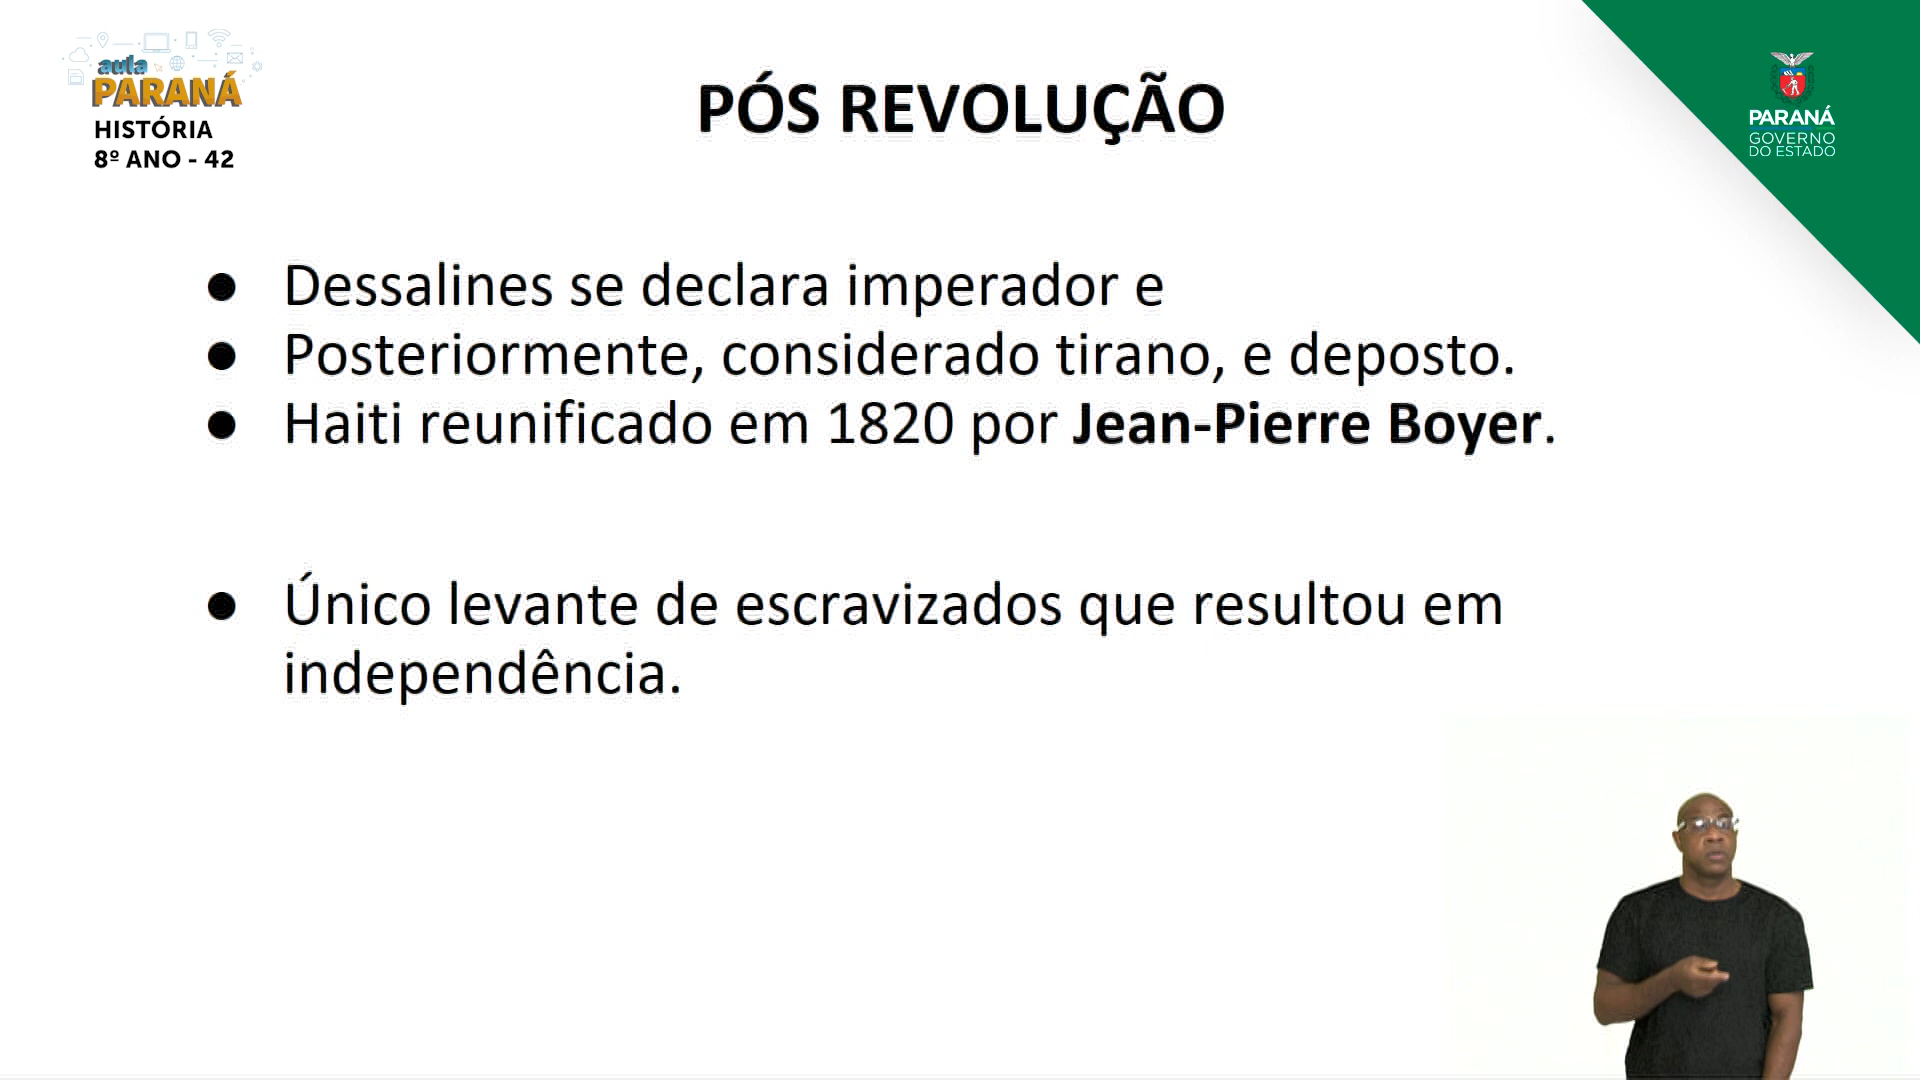 aula
PARANÁ
HISTÓRIA
8º ANO - 42
PÓS REVOLUÇÃO
PARANÁ
GOVERNO
DO ESTADO
● Dessalines se declara imperador e
● Posteriormente, considerado tirano, e deposto.
● Haiti reunificado em 1820 por Jean-Pierre Boyer.
● Único levante de escravizados que resultou em
independência.